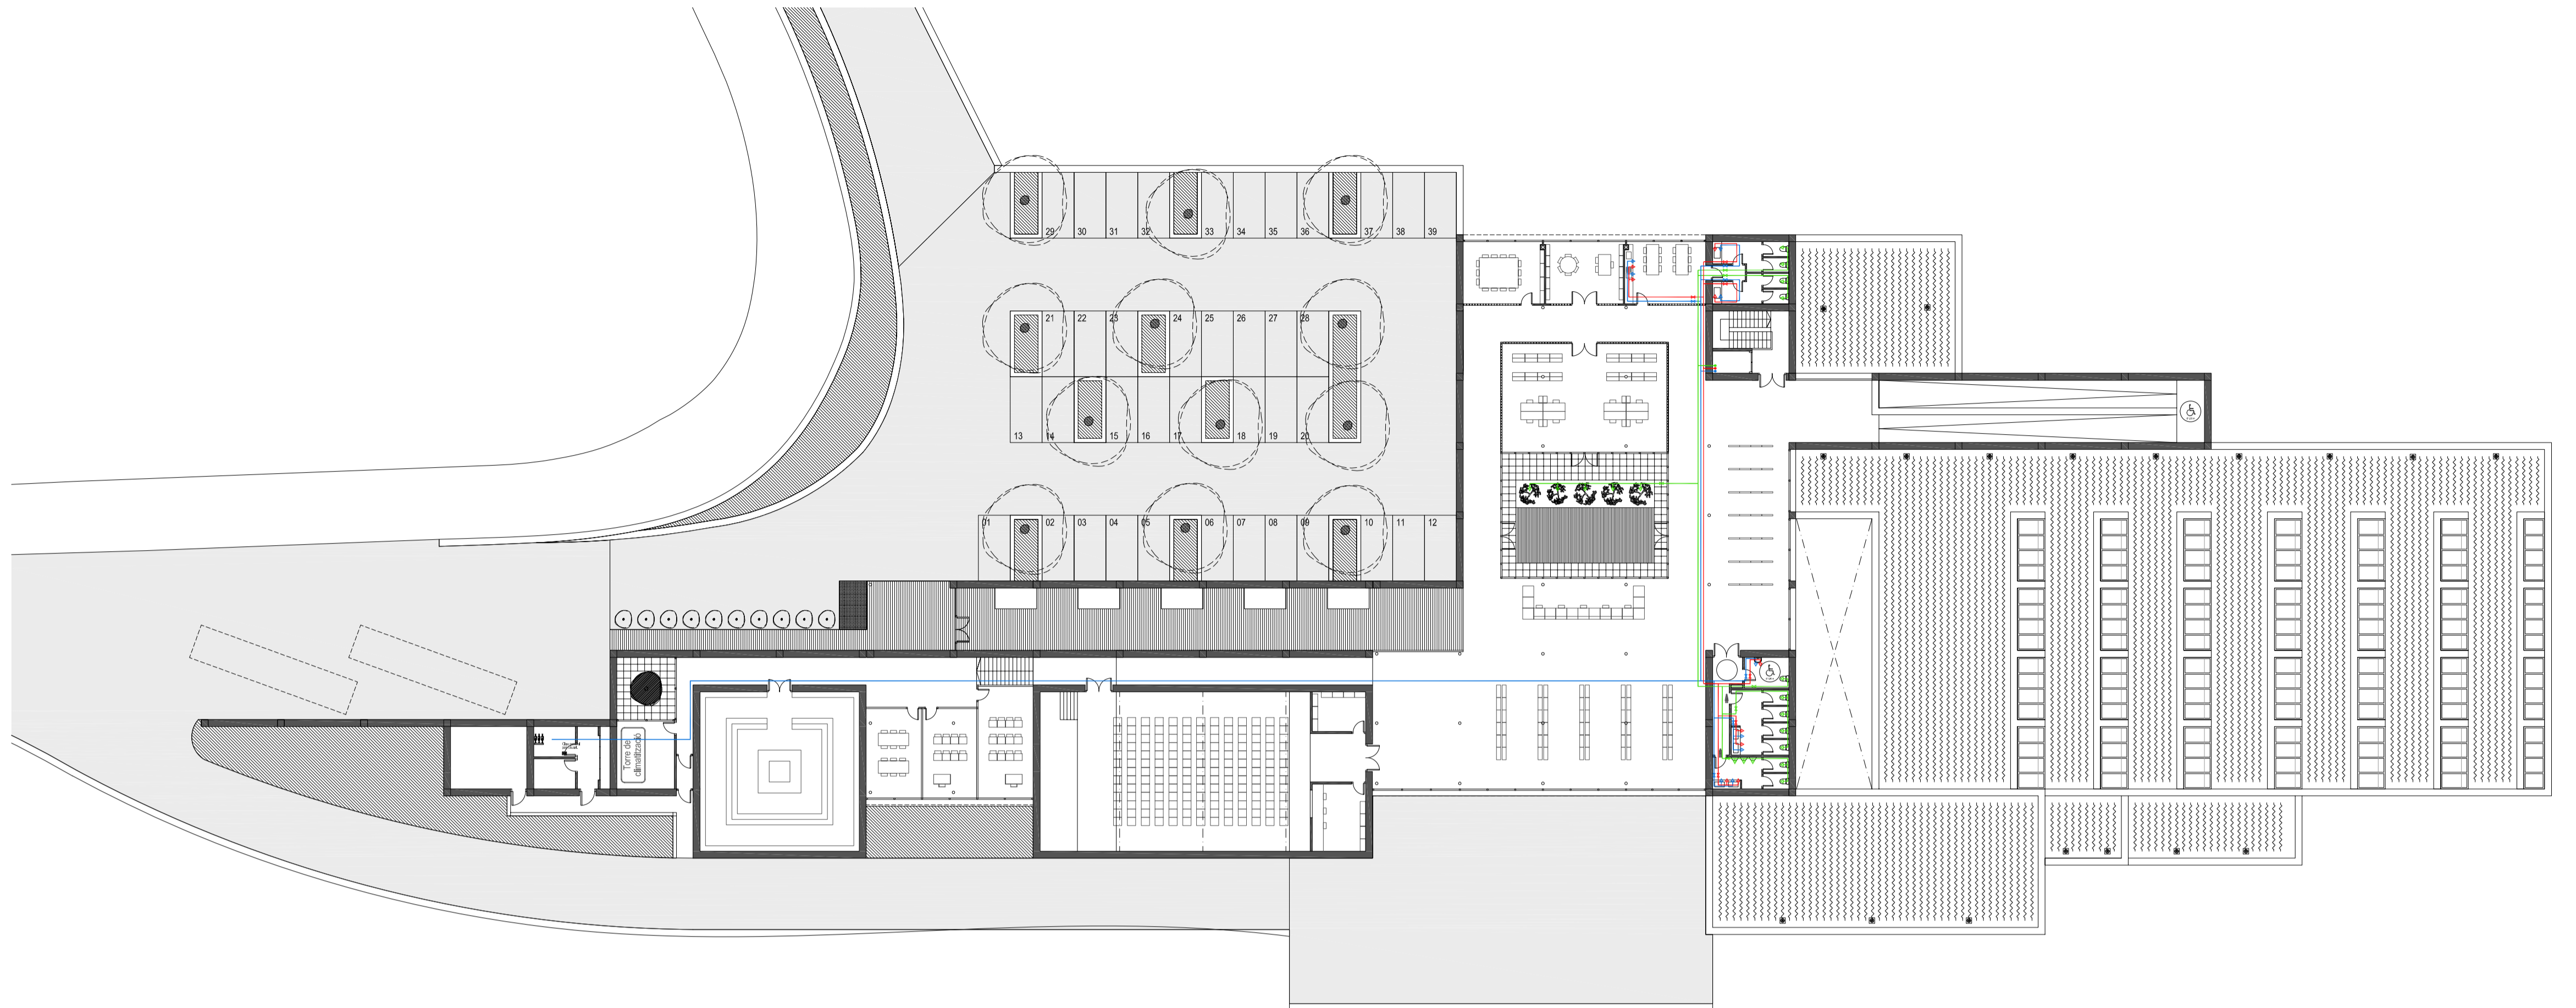 29 30 31 32 33 34 35 36 37 38 39
21 22 23 24 25 26 27 28
13 14 15 16 17 18 19 20
01 02 03 04 05 06 07 08 09 10 11 12
Torre de
climatització